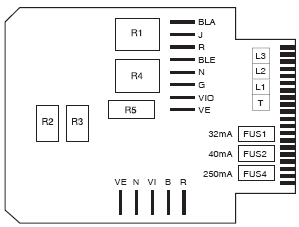 R1
BLA
J
R
BLE
N
G
VIO
VE
R4
R5
R2 R3
L3
L2
L1
T
32mA FUS1
40mA FUS2
250mA FUS4
VE N VI B R